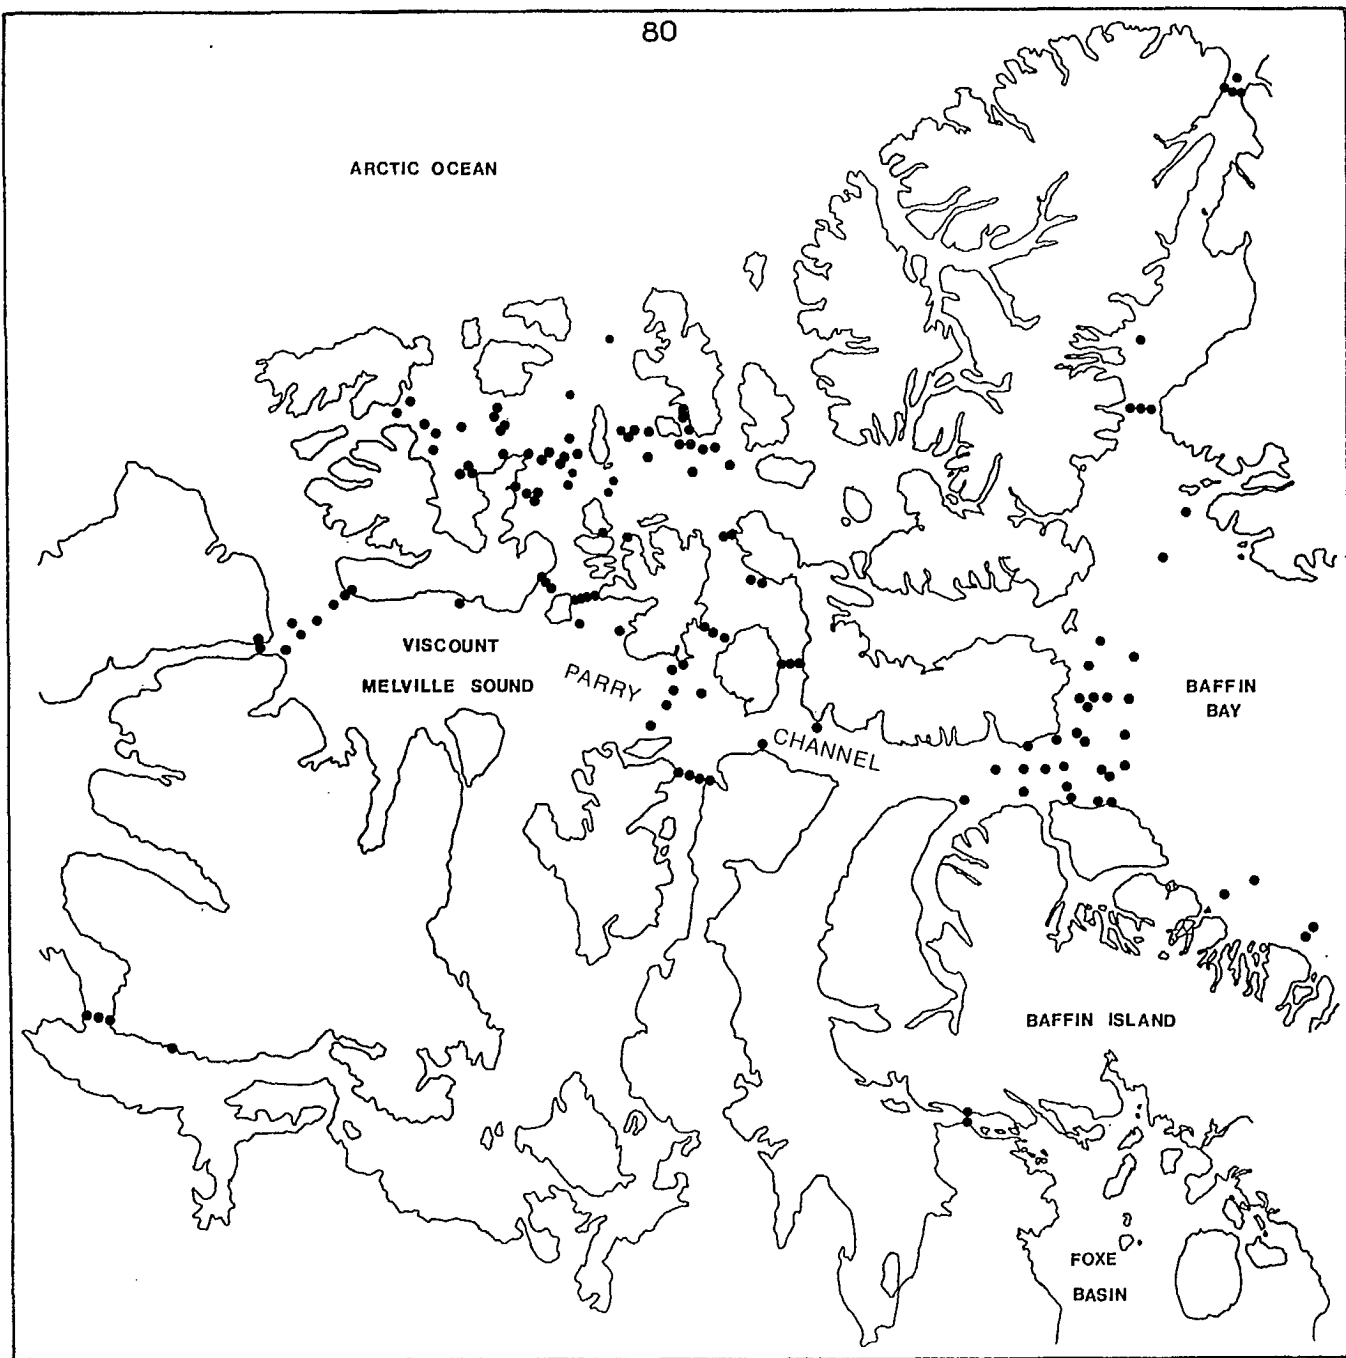 80
ARCTIC OCEAN
VISCOUNT
MELVILLE SOUND
PARRY
CHANNEL
BAFFIN
BAY
BAFFIN ISLAND
FOXE
BASIN